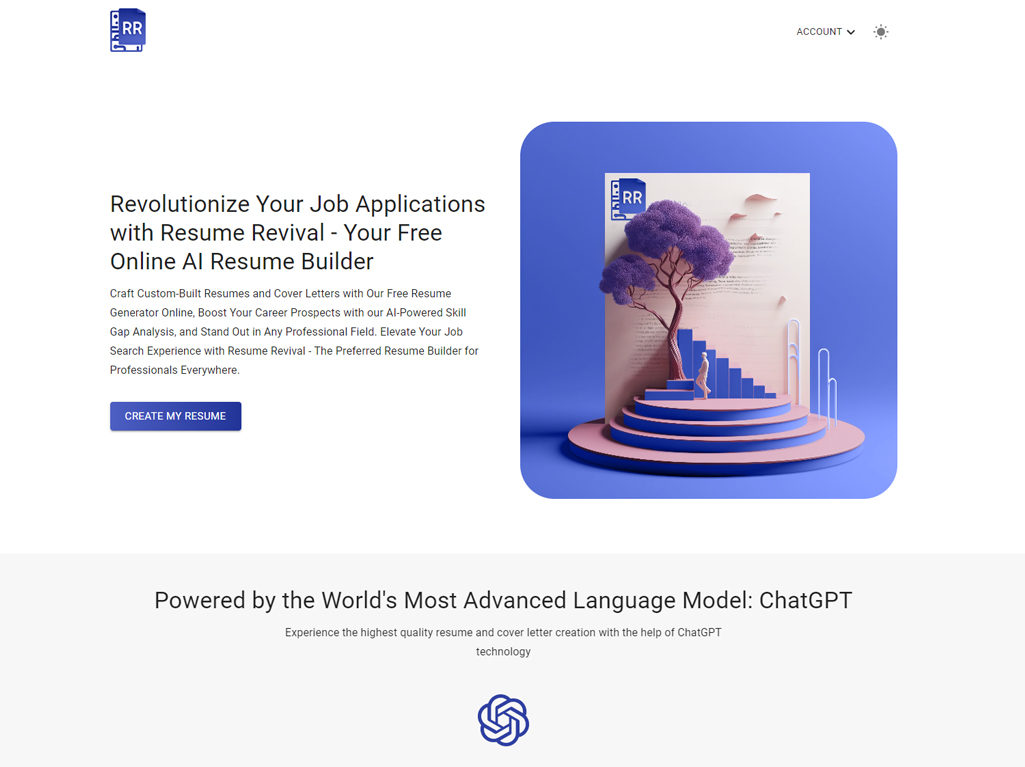 RR
ACCOUNT
Revolutionize Your Job Applications
with Resume Revival - Your Free
Online AI Resume Builder
Craft Custom-Built Resumes and Cover Letters with Our Free Resume
Generator Online, Boost Your Career Prospects with our AI-Powered Skill
Gap Analysis, and Stand Out in Any Professional Field. Elevate Your Job
Search Experience with Resume Revival - The Preferred Resume Builder for
Professionals Everywhere.
CREATE MY RESUME
RR
Powered by the World's Most Advanced Language Model: ChatGPT
Experience the highest quality resume and cover letter creation with the help of ChatGPT
technology